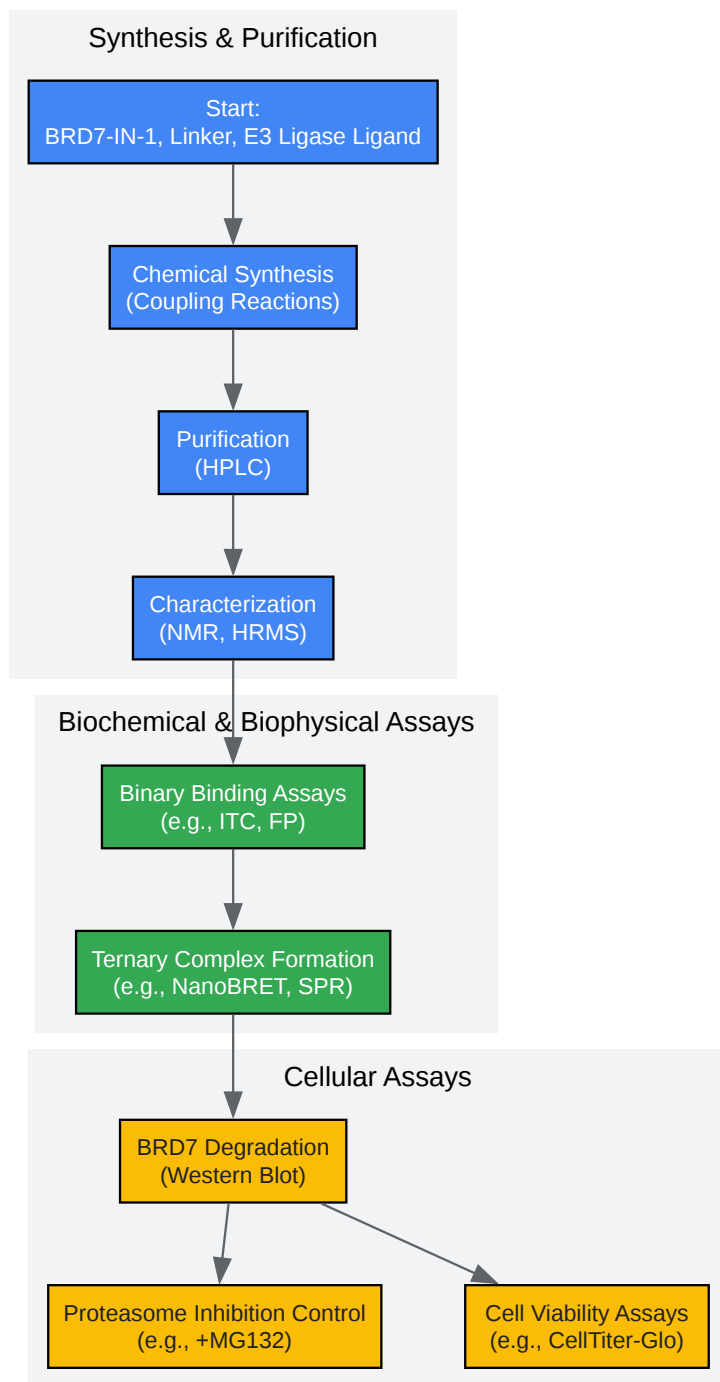 Synthesis & Purification
Start:
BRD7-IN-1, Linker, E3 Ligase Ligand
Chemical Synthesis
(Coupling Reactions)
Purification
(HPLC)
Characterization
(NMR, HRMS)
Biochemical & Biophysical Assays
Binary Binding Assays
(e.g., ITC, FP)
Ternary Complex Formation
(e.g., NanoBRET, SPR)
Cellular Assays
BRD7 Degradation
(Western Blot)
Proteasome Inhibition Control
(e.g., +MG132)
Cell Viability Assays
(e.g., CellTiter-Glo)